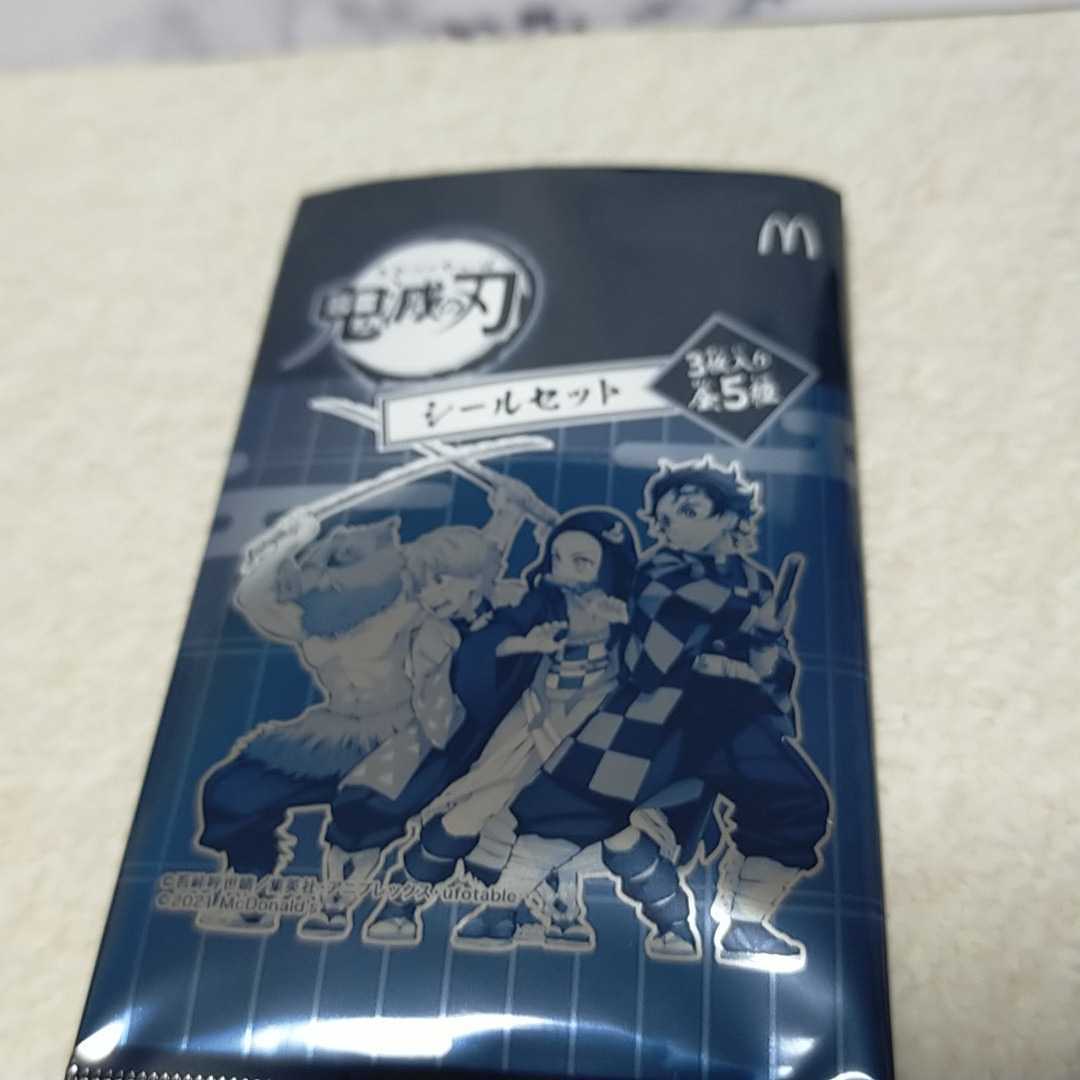 鬼滅の刃
シールセット
3枚入り
全5種
©吾峠呼世晴/集英社・アニプレックス・ufotable
©2021 McDonald's